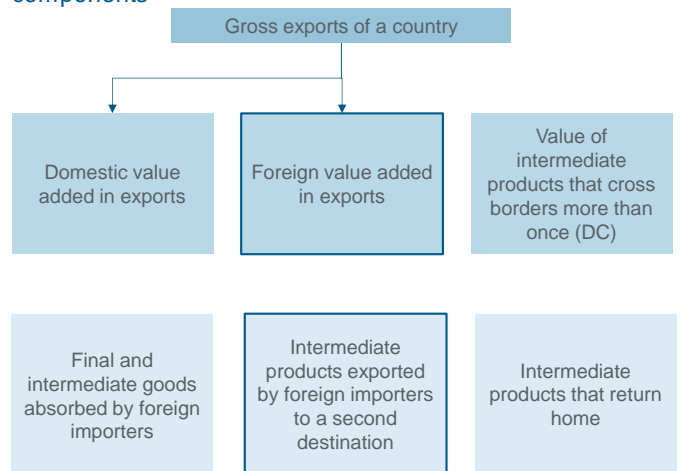 components
Gross exports of a country
Domestic value
added in exports
Foreign value added
in exports
Value of
intermediate
products that cross
borders more than
once (DC)
Final and
intermediate goods
absorbed by foreign
importers
Intermediate
products exported
by foreign importers
to a second
destination
Intermediate
products that return
home